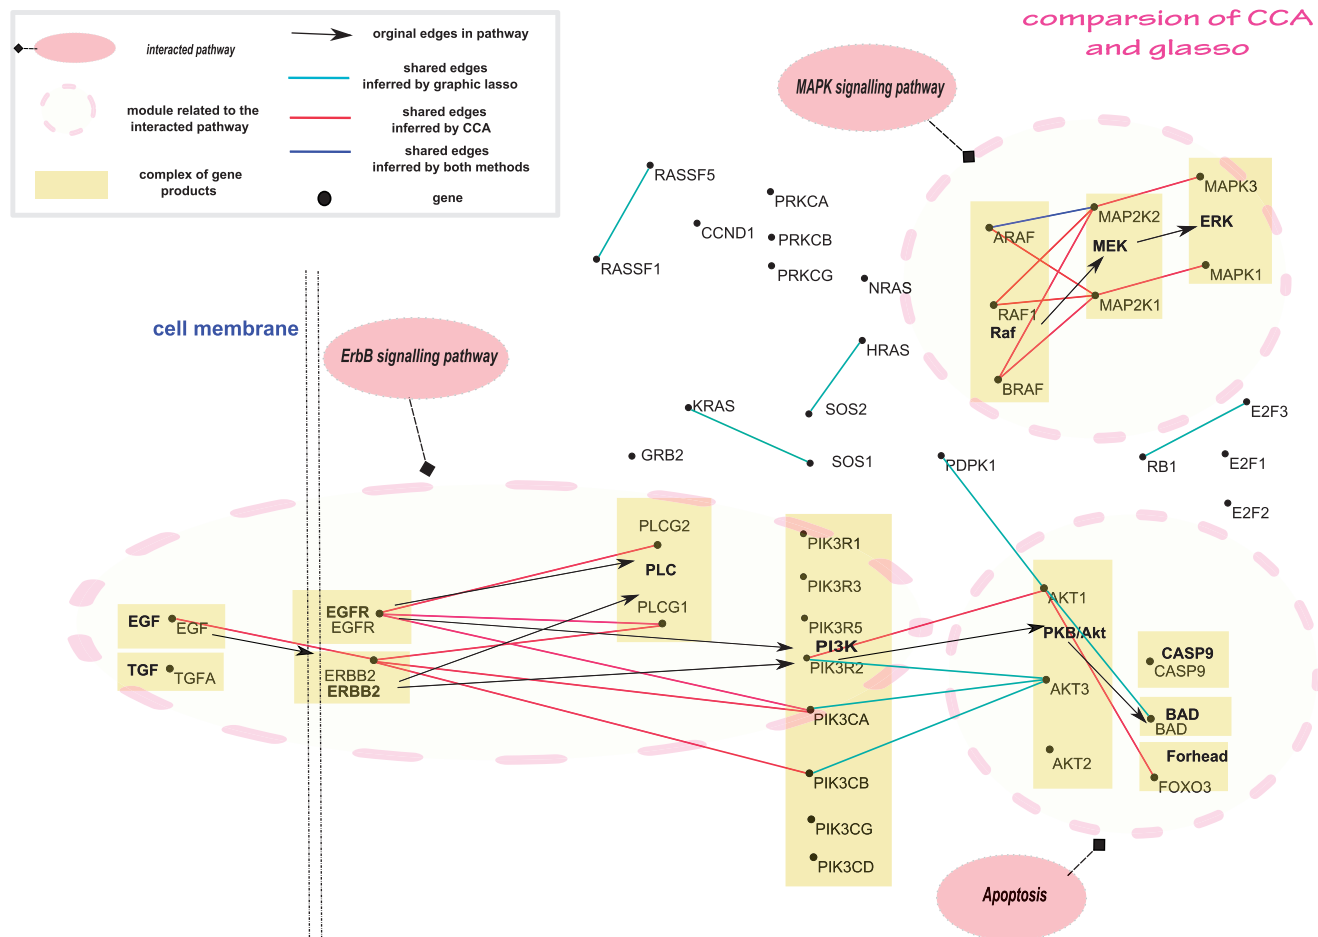 comparsion of CCA
and glasso
interacted pathway
orginal edges in pathway
shared edges
inferred by graphic lasso
module related to the
interacted pathway
shared edges
inferred by CCA
shared edges
inferred by both methods
complex of gene
products
gene
MAPK signalling pathway
RASSF5
PRKCA
MAPK3
CCND1
PRKCB
ARAF
MAP2K2
ERK
MEK
RASSF1
PRKCG
NRAS
MAPK1
MAP2K1
RAF1
Raf
cell membrane
ErbB signalling pathway
HRAS
BRAF
KRAS
SOS2
E2F3
GRB2
SOS1
PDPK1
RB1
E2F1
E2F2
PLCG2
PIK3R1
PLC
PIK3R3
AKT1
PLCG1
EGF
EGF
EGFR
EGFR
PIK3R5
PKB/Akt
PI3K
PIK3R2
CASP9
CASP9
TGF
TGFA
ERBB2
ERBB2
AKT3
PIK3CA
BAD
BAD
AKT2
Forhead
FOXO3
PIK3CB
PIK3CG
PIK3CD
Apoptosis